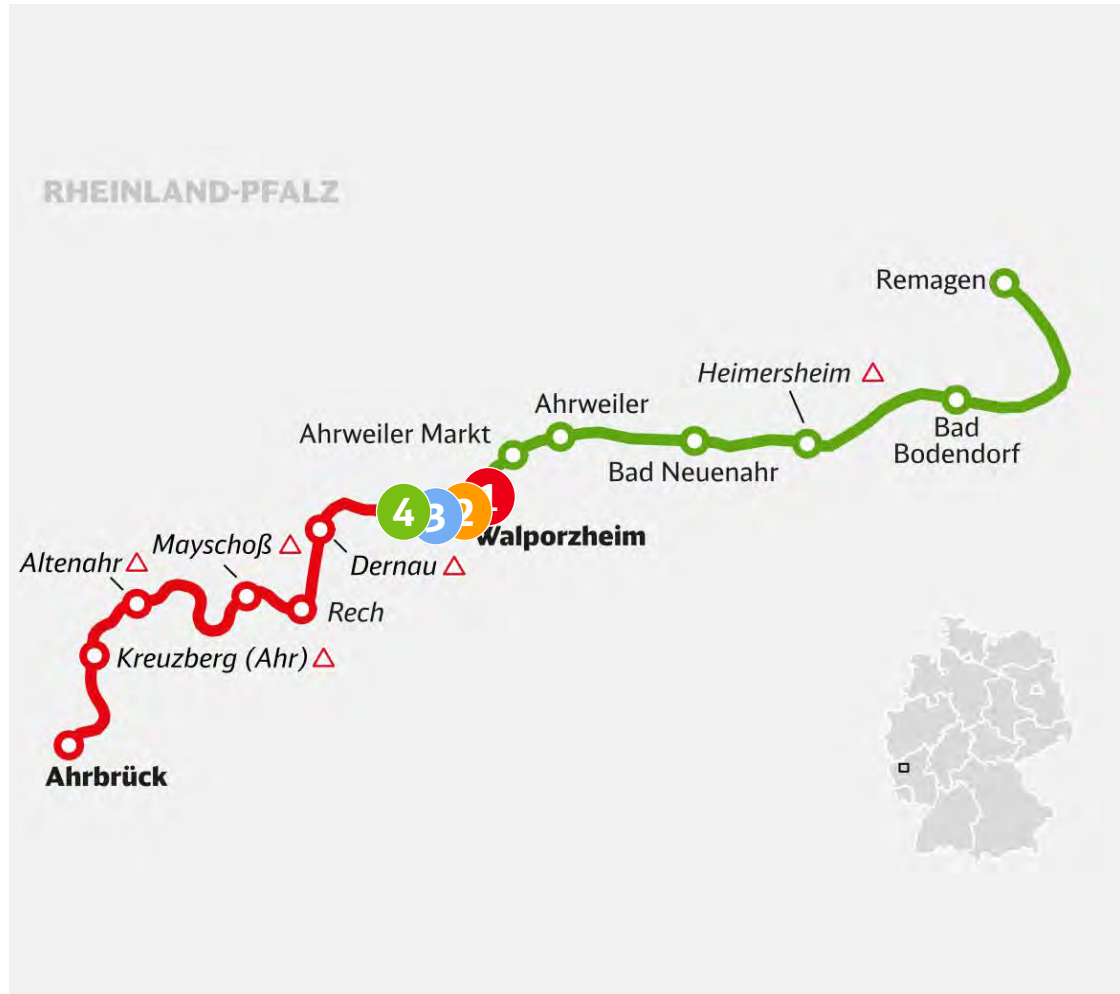 RHEINLAND-PFALZ
Remagen
Heimersheim
Ahrweiler
Ahrweiler Markt
Bad
Bodendorf
Bad Neuenahr
4 3 2 1
Walporzheim
Mayschoß
Altenahr
Dernau
Rech
Kreuzberg (Ahr)
Ahrbrück